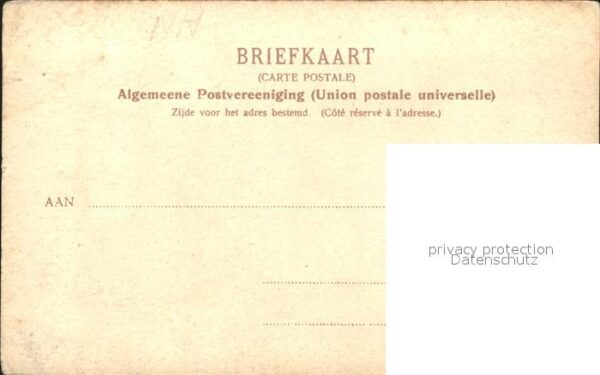 BRIEFKAART
(CARTE POSTALE)
Algemeene Postvereeniging (Union postale universelle)
Zijde voor het adres bestemd. (Côté réservé à l'adresse.)
AAN
privacy protection
Datenschutz